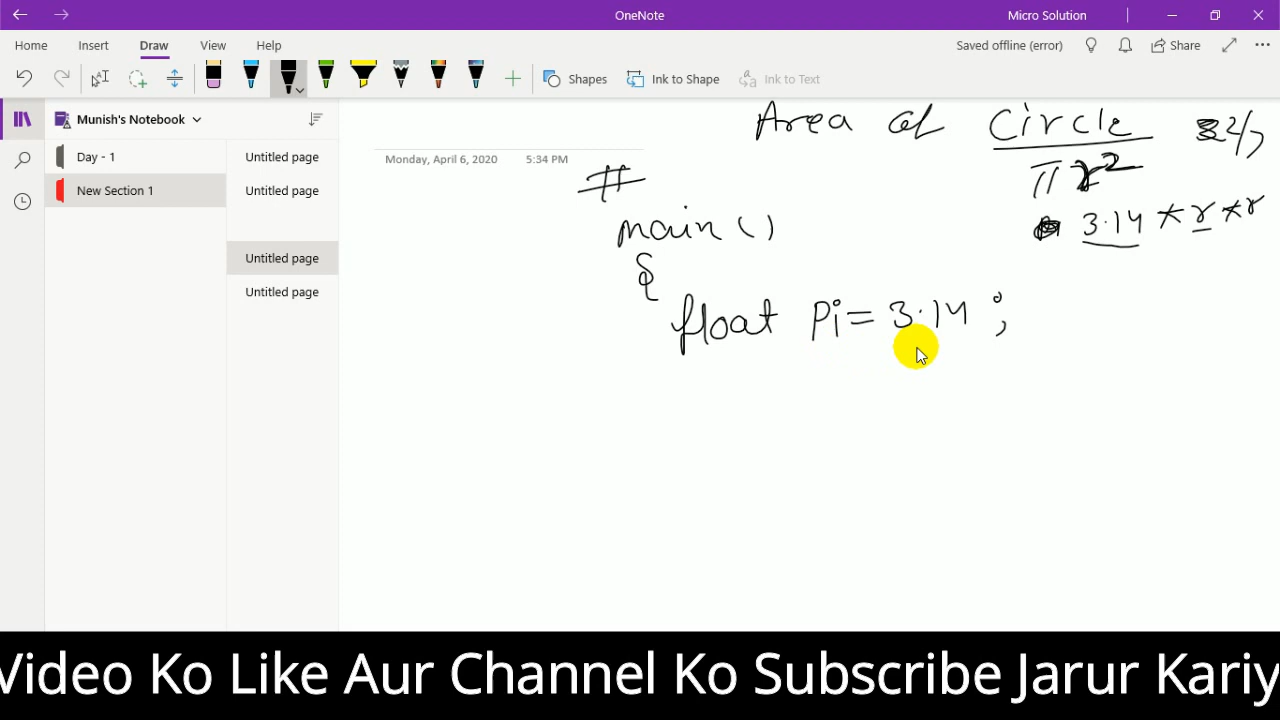 OneNote
Micro Solution
Home Insert Draw View Help
Saved offline (error)
Share
Shapes
Ink to Shape
Ink to Text
Munish's Notebook
Day - 1
New Section 1
Untitled page
Untitled page
Untitled page
Untitled page
Monday, April 6, 2020 5:34 PM
Area of Circle
22/7
πr²
3.14 * r * r
#
main ( )
{
float Pi = 3.14 ;
Video Ko Like Aur Channel Ko Subscribe Jarur Kariy